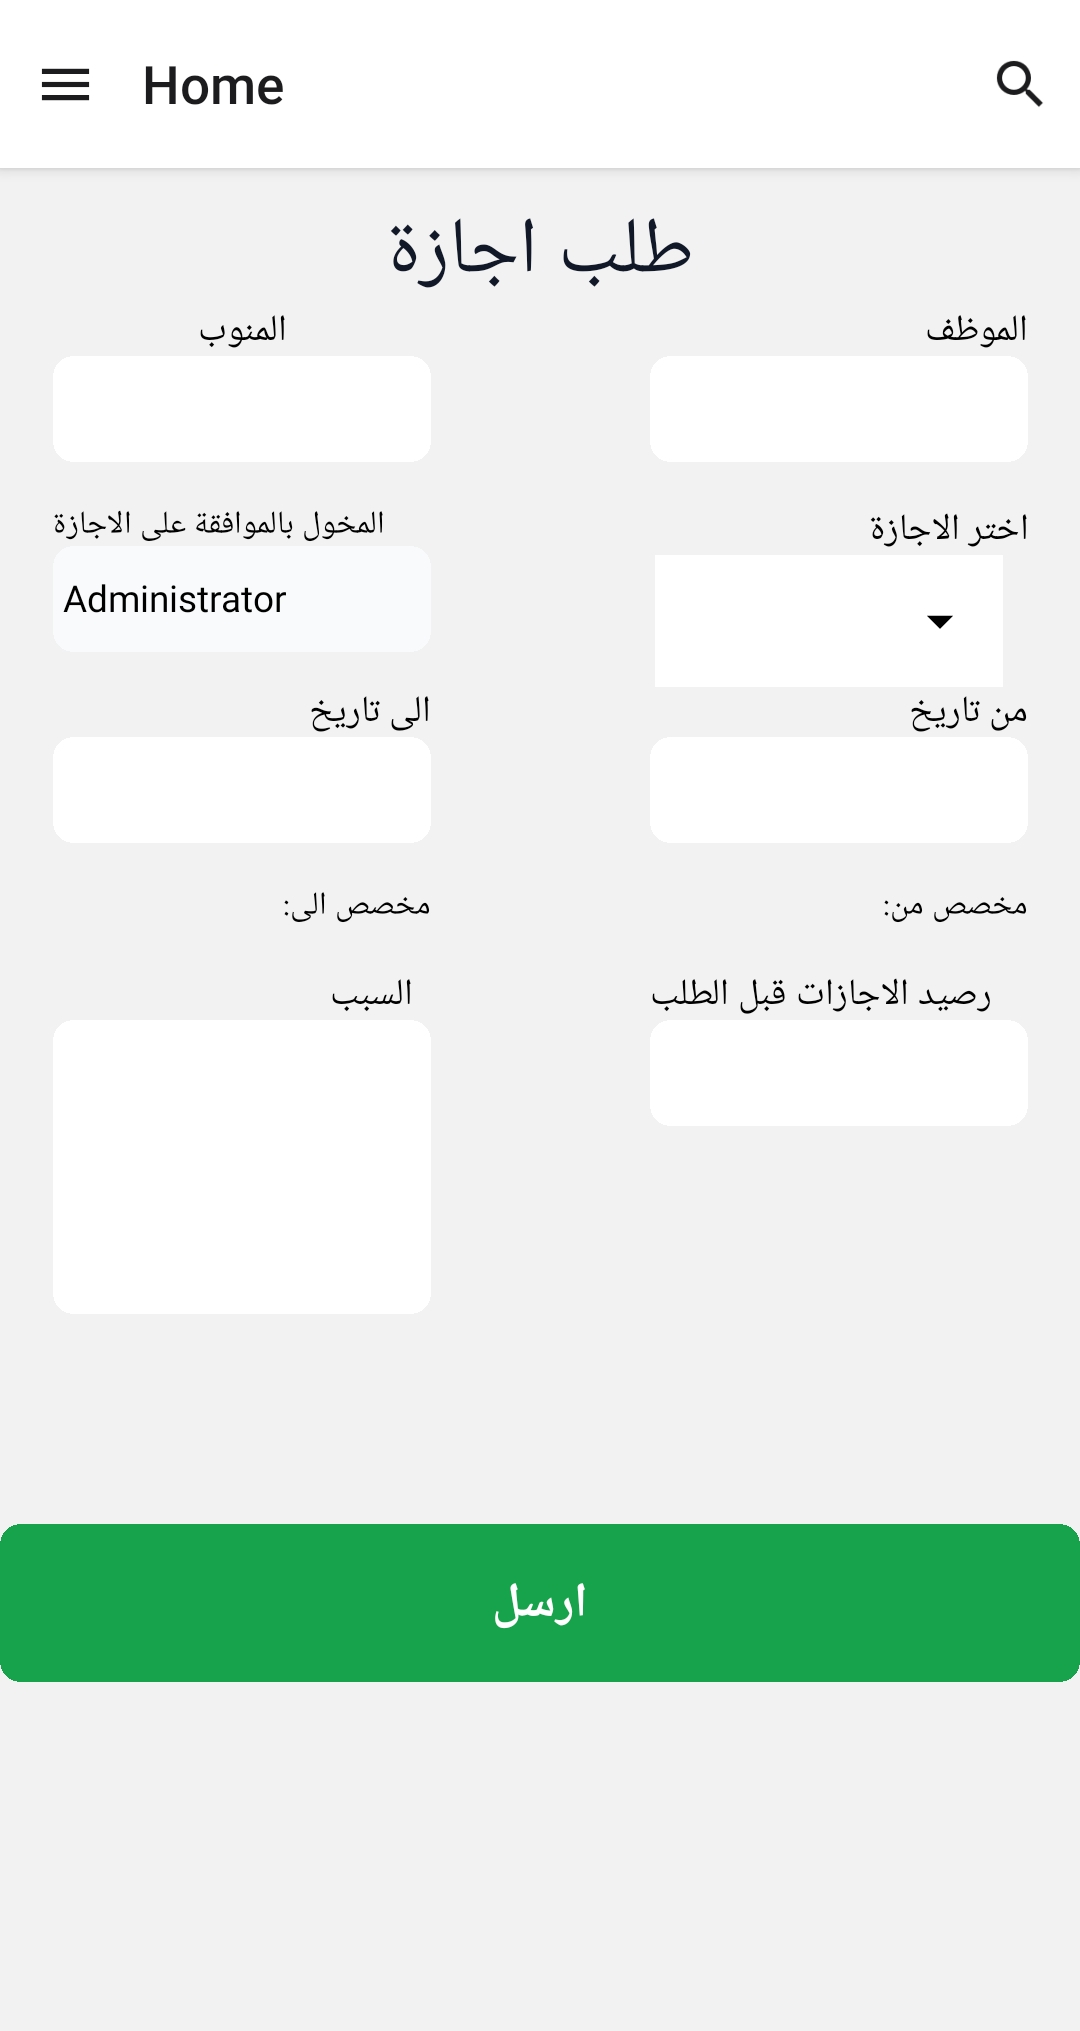 Home
طلب اجازة
الموظف
المنوب
اختر الاجازة
المخول بالموافقة على الاجازة
Administrator
من تاريخ
الى تاريخ
مخصص من:
مخصص الى:
رصيد الاجازات قبل الطلب
السبب
ارسل